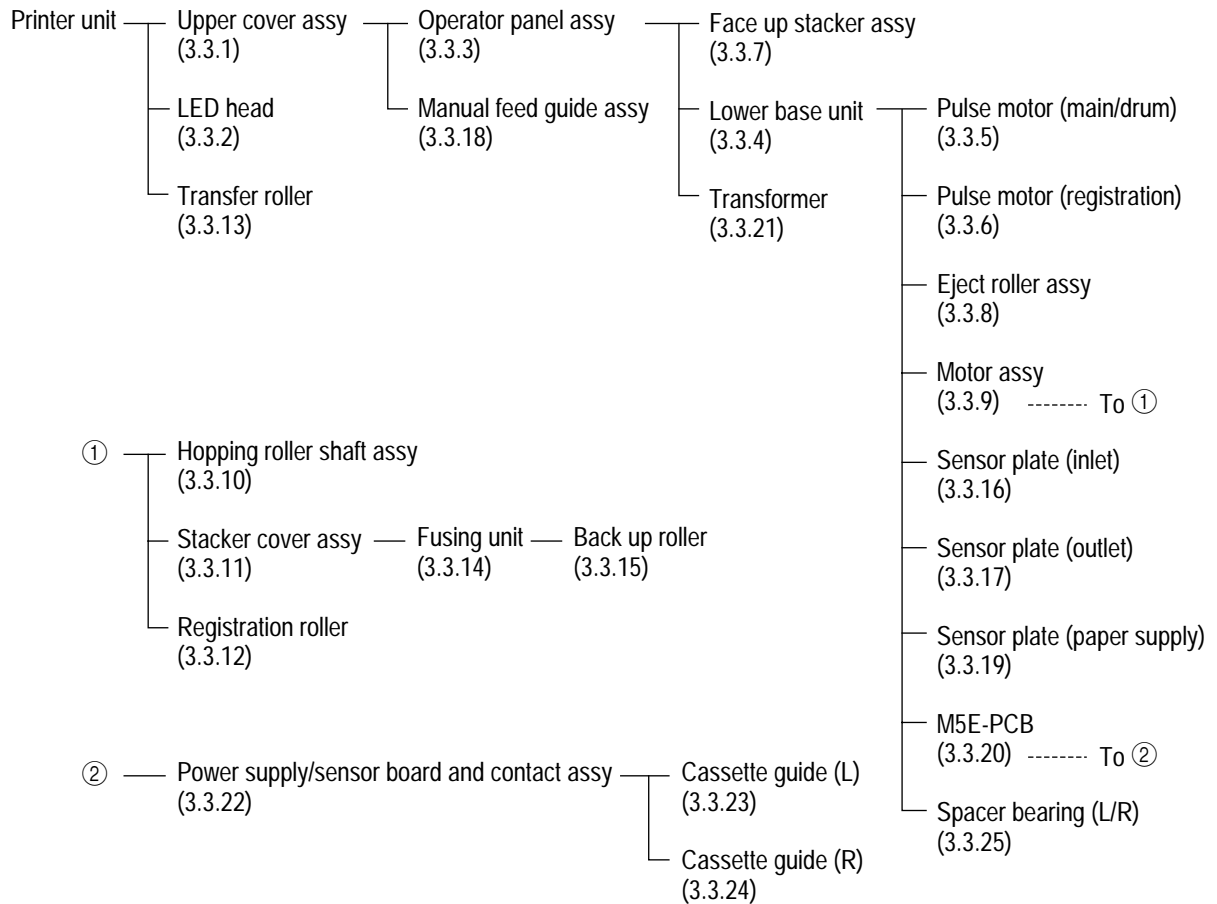 Printer unit
Upper cover assy
(3.3.1)
Operator panel assy
(3.3.3)
Face up stacker assy
(3.3.7)
LED head
(3.3.2)
Manual feed guide assy
(3.3.18)
Lower base unit
(3.3.4)
Pulse motor (main/drum)
(3.3.5)
Transfer roller
(3.3.13)
Transformer
(3.3.21)
Pulse motor (registration)
(3.3.6)
Eject roller assy
(3.3.8)
Motor assy
(3.3.9) -------- To ①
① Hopping roller shaft assy
(3.3.10)
Sensor plate (inlet)
(3.3.16)
Stacker cover assy
(3.3.11)
Fusing unit
(3.3.14)
Back up roller
(3.3.15)
Sensor plate (outlet)
(3.3.17)
Registration roller
(3.3.12)
Sensor plate (paper supply)
(3.3.19)
M5E-PCB
(3.3.20) -------- To ②
② Power supply/sensor board and contact assy
(3.3.22)
Cassette guide (L)
(3.3.23)
Spacer bearing (L/R)
(3.3.25)
Cassette guide (R)
(3.3.24)